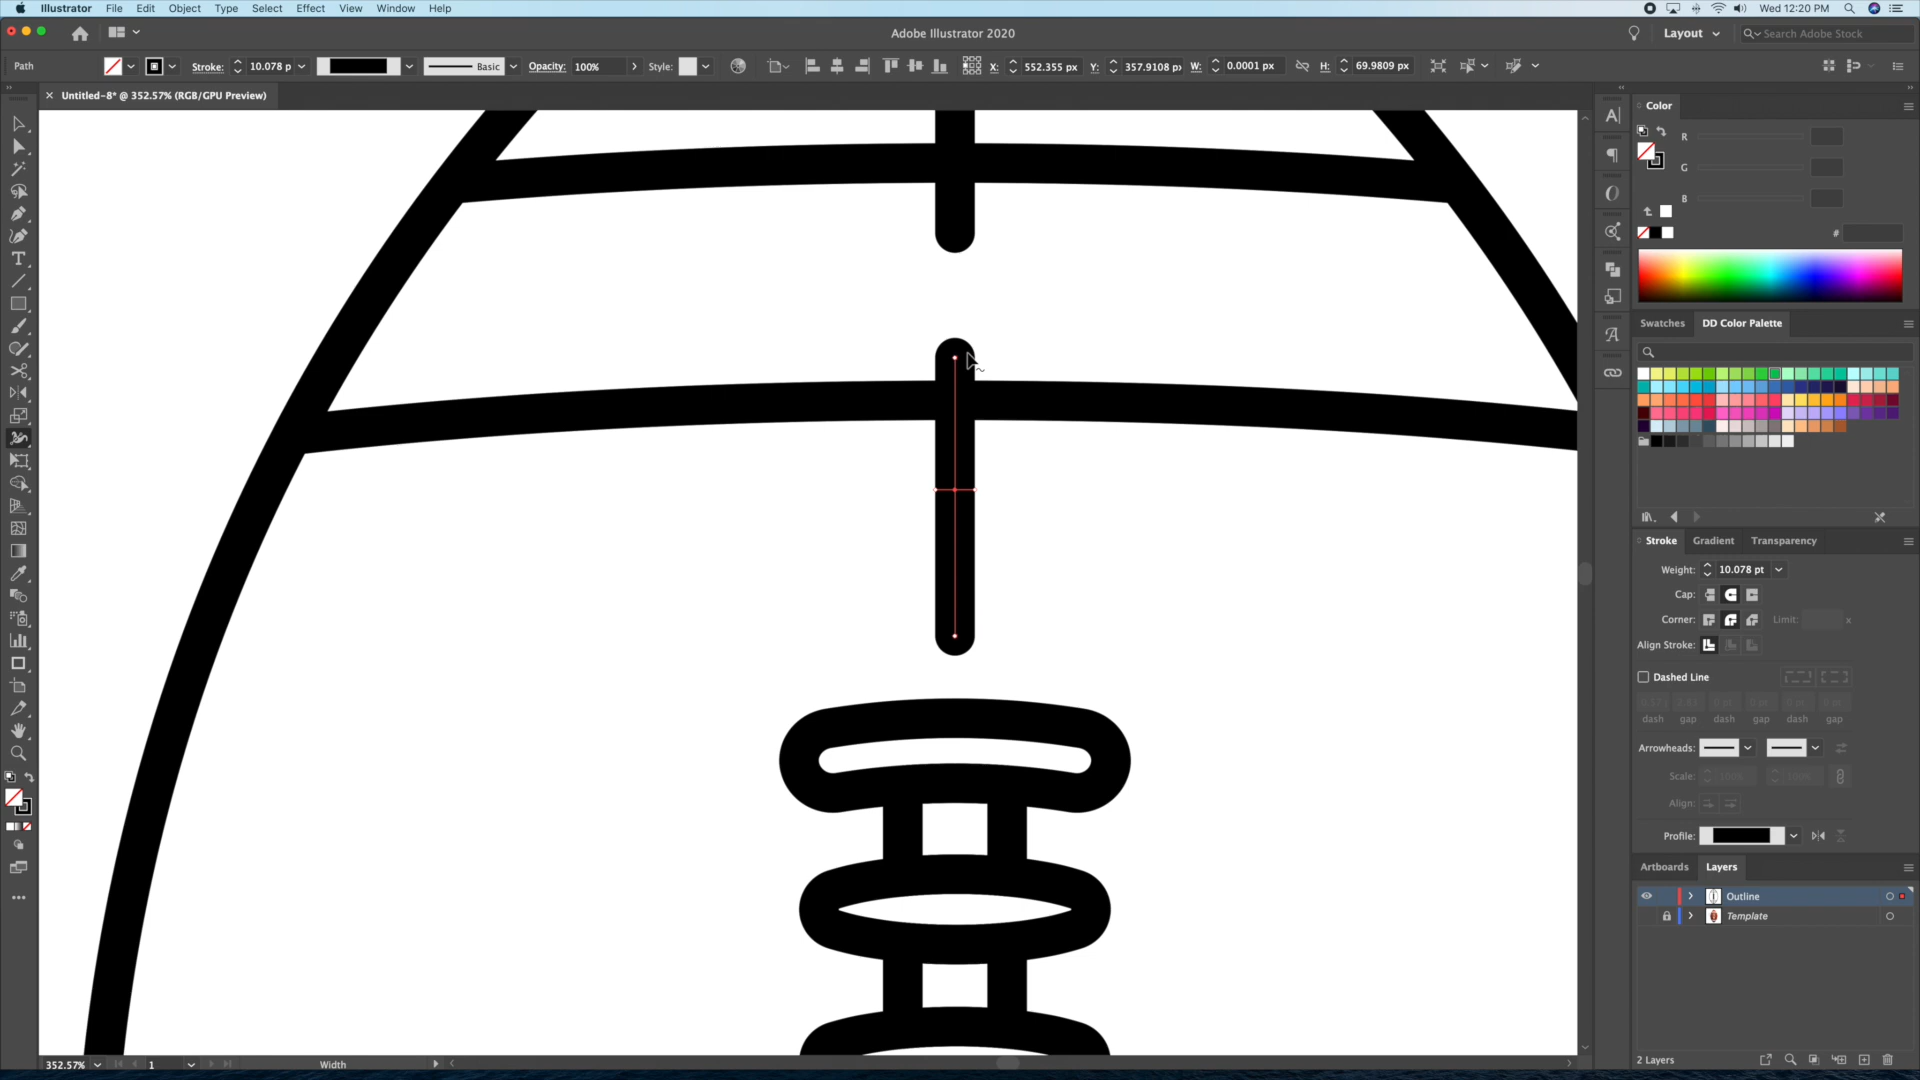 Illustrator File Edit Object Type Select Effect View Window Help Wed 12:20 PM
Adobe Illustrator 2020 Layout Search Adobe Stock
Path Stroke: 10.078 p Basic Opacity: 100% Style: X: 552.355 px Y: 357.9108 px W: 0.0001 px H: 69.9809 px
Untitled-8* @ 352.57% (RGB/GPU Preview)
Color
R
G
B
#
Swatches DD Color Palette
Stroke Gradient Transparency
Weight: 10.078 pt
Cap:
Corner: Limit: x
Align Stroke:
Dashed Line
dash gap dash gap dash gap
Arrowheads:
Scale: 100% 100%
Align:
Profile:
Artboards Layers
Outline
Template
2 Layers
352.57% 1 Width